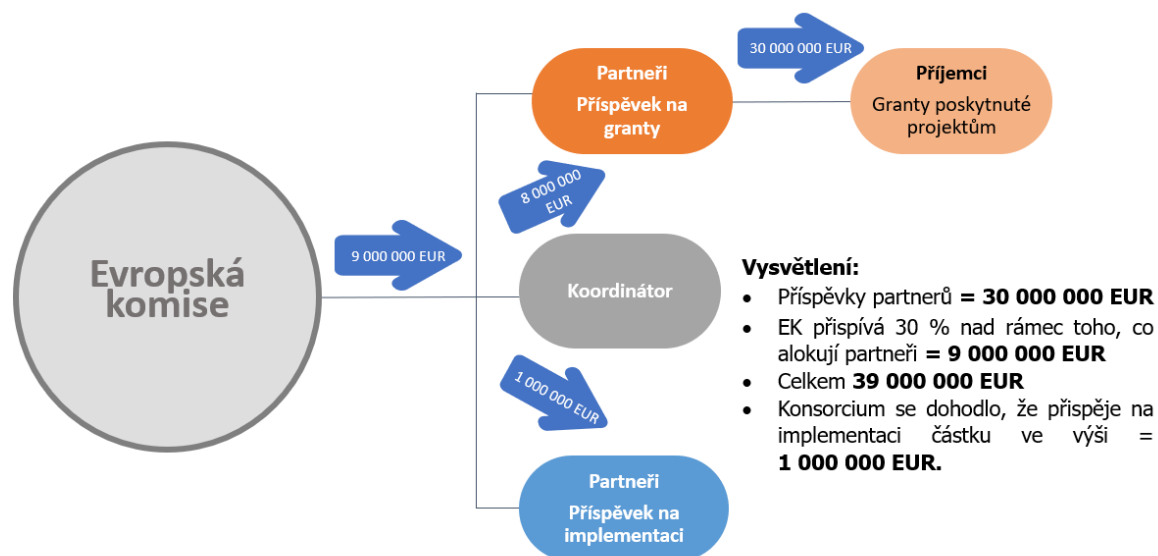 Evropská
komise
9 000 000 EUR
8 000 000
EUR
1 000 000 EUR
Partneři
Příspěvek na
granty
30 000 000 EUR
Příjemci
Granty poskytnuté
projektům
Koordinátor
Partneři
Příspěvek na
implementaci
Vysvětlení:
• Příspěvky partnerů = 30 000 000 EUR
• EK přispívá 30 % nad rámec toho, co
alokují partneři = 9 000 000 EUR
• Celkem 39 000 000 EUR
• Konsorcium se dohodlo, že přispěje na
implementaci částku ve výši =
1 000 000 EUR.